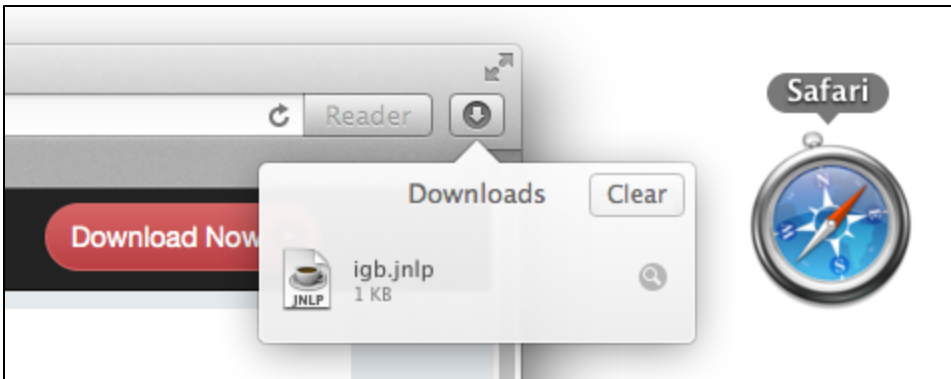 Safari
Reader
Downloads
Clear
Download Now
igb.jnlp
1 KB
JNLP